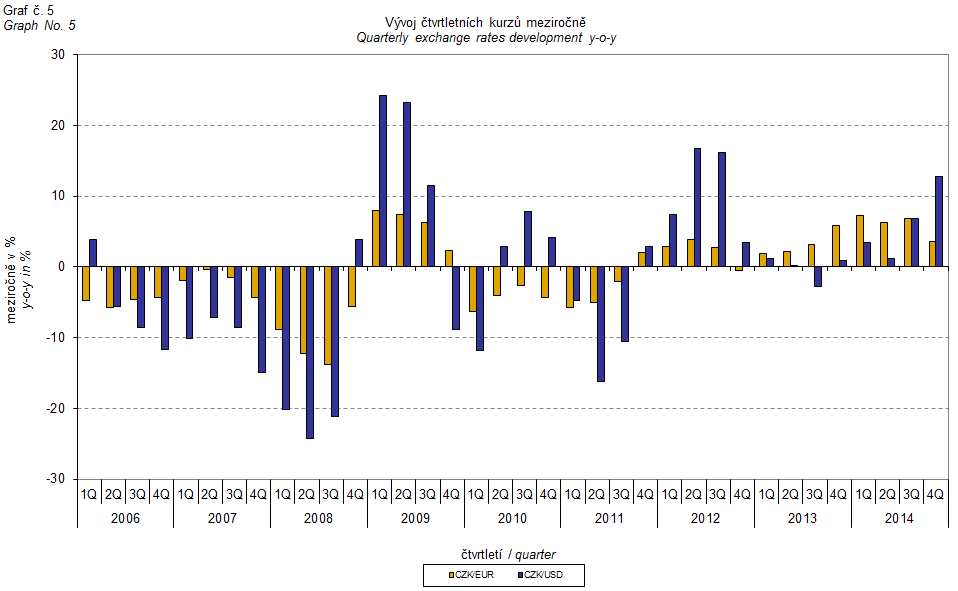 Graf č. 5
Graph No. 5
Vývoj čtvrtletních kurzů meziročně
Quarterly exchange rates development y-o-y
meziročně v %
y-o-y in %
30
20
10
0
-10
-20
-30
1Q 2Q 3Q 4Q 1Q 2Q 3Q 4Q 1Q 2Q 3Q 4Q 1Q 2Q 3Q 4Q 1Q 2Q 3Q 4Q 1Q 2Q 3Q 4Q 1Q 2Q 3Q 4Q 1Q 2Q 3Q 4Q 1Q 2Q 3Q 4Q
2006 2007 2008 2009 2010 2011 2012 2013 2014
čtvrtletí / quarter
CZK/EUR CZK/USD